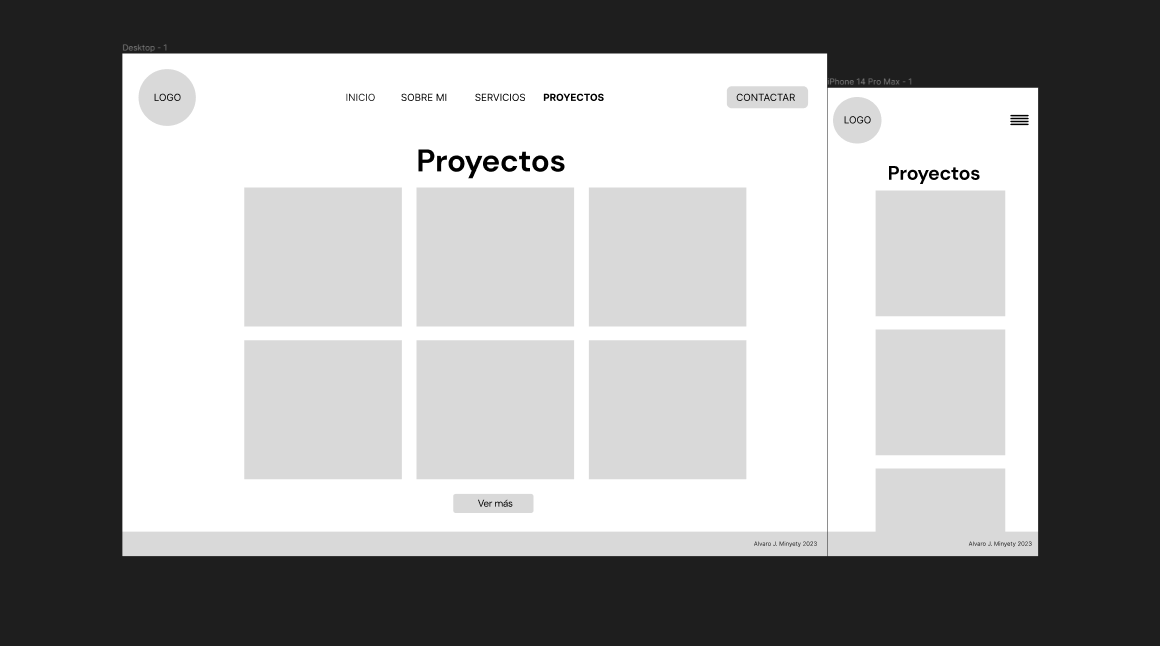 Desktop - 1
LOGO
INICIO
SOBRE MI
SERVICIOS
PROYECTOS
CONTACTAR
Proyectos
Ver más
Alvaro J. Minyety 2023
iPhone 14 Pro Max - 1
LOGO
Proyectos
Alvaro J. Minyety 2023